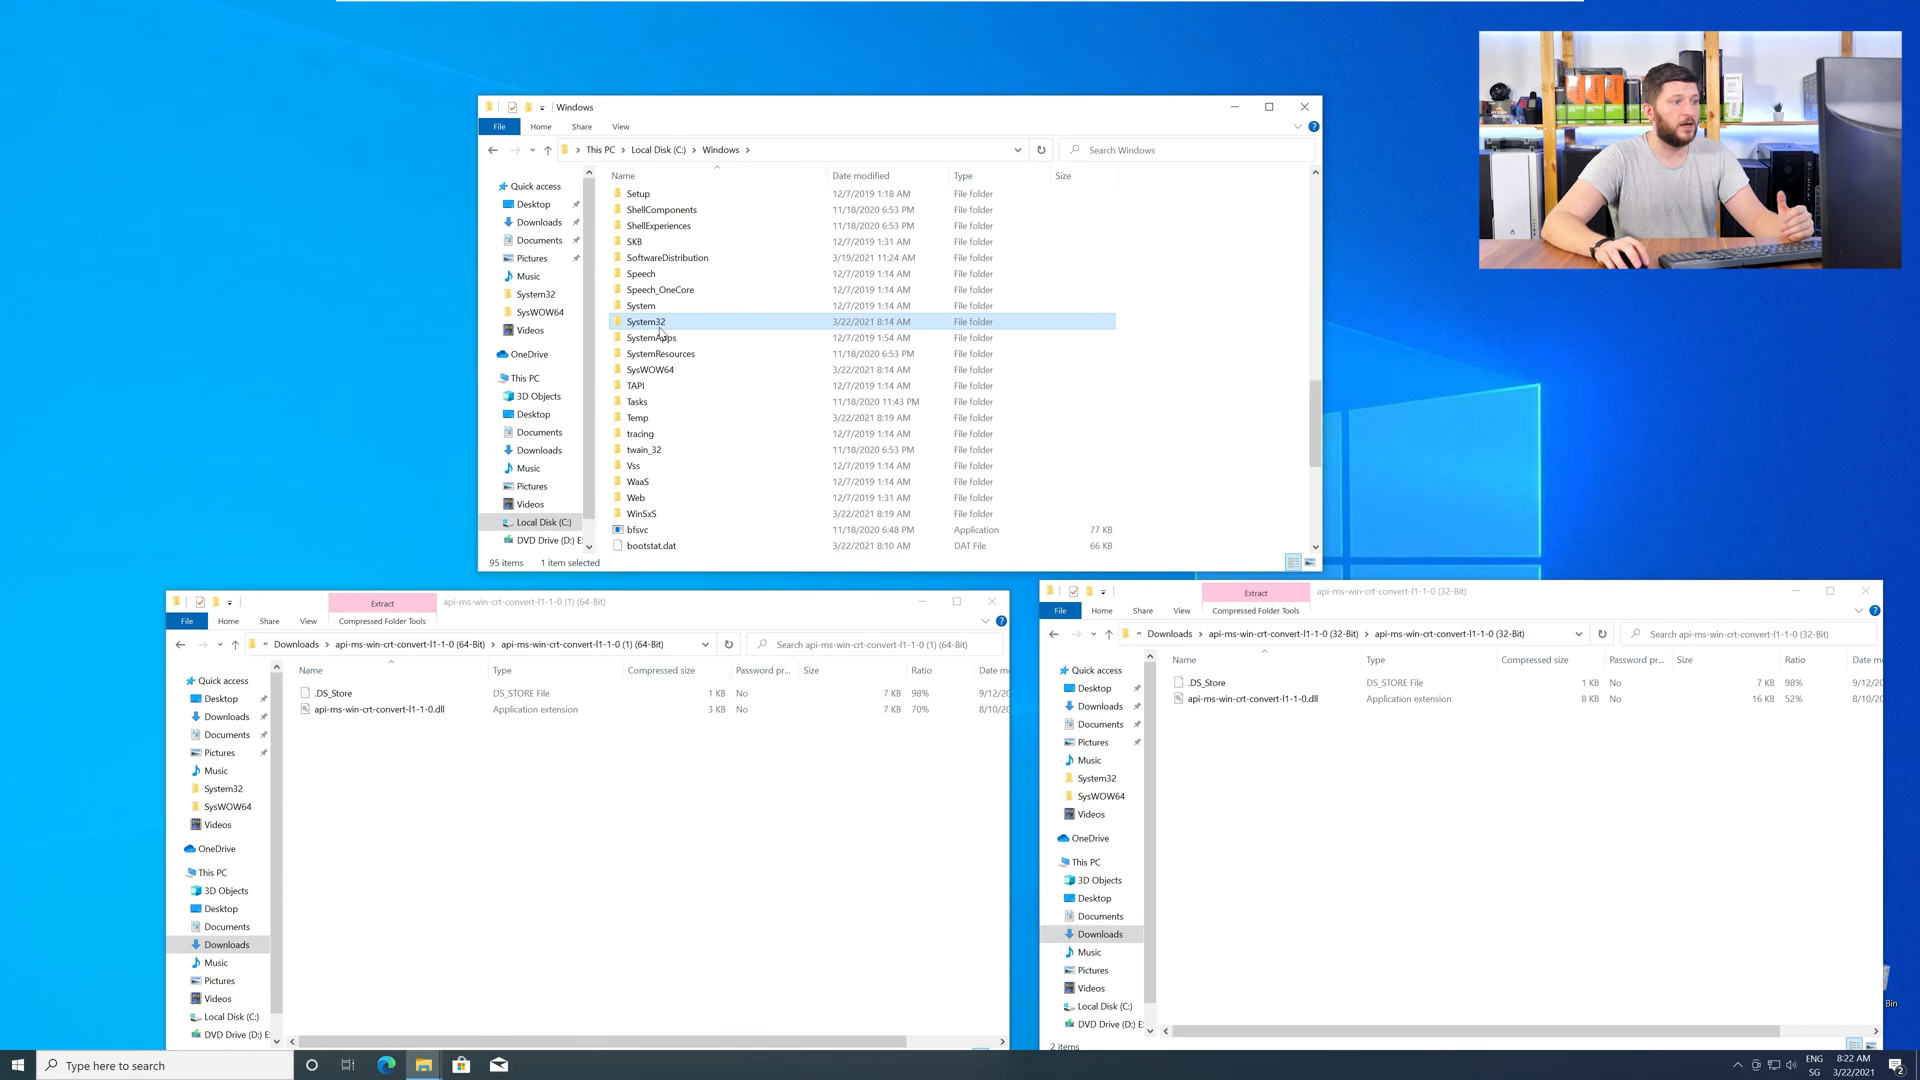 Windows
File Home Share View
This PC Local Disk (C:) Windows
Search Windows
Name Date modified Type Size
Quick access
Desktop
Downloads
Documents
Pictures
Music
System32
SysWOW64
Videos
OneDrive
This PC
3D Objects
Desktop
Documents
Downloads
Music
Pictures
Videos
Local Disk (C:)
DVD Drive (D:) E
Setup 12/7/2019 1:18 AM File folder
ShellComponents 11/18/2020 6:53 PM File folder
ShellExperiences 11/18/2020 6:53 PM File folder
SKB 12/7/2019 1:31 AM File folder
SoftwareDistribution 3/19/2021 11:24 AM File folder
Speech 12/7/2019 1:14 AM File folder
Speech_OneCore 12/7/2019 1:14 AM File folder
System 12/7/2019 1:14 AM File folder
System32 3/22/2021 8:14 AM File folder
SystemApps 12/7/2019 1:54 AM File folder
SystemResources 11/18/2020 6:53 PM File folder
SysWOW64 3/22/2021 8:14 AM File folder
TAPI 12/7/2019 1:14 AM File folder
Tasks 11/18/2020 11:43 PM File folder
Temp 3/22/2021 8:19 AM File folder
tracing 12/7/2019 1:14 AM File folder
twain_32 11/18/2020 6:53 PM File folder
Vss 12/7/2019 1:14 AM File folder
WaaS 12/7/2019 1:14 AM File folder
Web 12/7/2019 1:31 AM File folder
WinSxS 3/22/2021 8:19 AM File folder
bfsvc 11/18/2020 6:48 PM Application 77 KB
bootstat.dat 3/22/2021 8:10 AM DAT File 66 KB
95 items 1 item selected
Extract api-ms-win-crt-convert-l1-1-0 (1) (64-Bit)
File Home Share View Compressed Folder Tools
« Downloads api-ms-win-crt-convert-l1-1-0 (64-Bit) api-ms-win-crt-convert-l1-1-0 (1) (64-Bit)
Search api-ms-win-crt-convert-l1-1-0 (1) (64-Bit)
Name Type Compressed size Password pr... Size Ratio Date m
Quick access
Desktop
Downloads
Documents
Pictures
Music
System32
SysWOW64
Videos
OneDrive
This PC
3D Objects
Desktop
Documents
Downloads
Music
Pictures
Videos
Local Disk (C:)
DVD Drive (D:) E
.DS_Store DS_STORE File 1 KB No 7 KB 98% 9/12/20
api-ms-win-crt-convert-l1-1-0.dll Application extension 3 KB No 7 KB 70% 8/10/20
Extract api-ms-win-crt-convert-l1-1-0 (32-Bit)
File Home Share View Compressed Folder Tools
« Downloads api-ms-win-crt-convert-l1-1-0 (32-Bit) api-ms-win-crt-convert-l1-1-0 (32-Bit)
Search api-ms-win-crt-convert-l1-1-0 (32-Bit)
Name Type Compressed size Password pr... Size Ratio Date m
Quick access
Desktop
Downloads
Documents
Pictures
Music
System32
SysWOW64
Videos
OneDrive
This PC
3D Objects
Desktop
Documents
Downloads
Music
Pictures
Videos
Local Disk (C:)
DVD Drive (D:) E
.DS_Store DS_STORE File 1 KB No 7 KB 98% 9/12/20
api-ms-win-crt-convert-l1-1-0.dll Application extension 8 KB No 16 KB 52% 8/10/20
2 items
Bin
Type here to search
ENG
SG
8:22 AM
3/22/2021
2